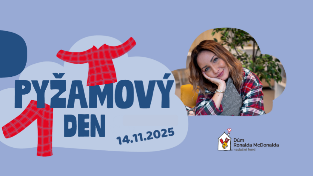 PYŽAMOVÝ
DEN
14.11.2025
Dům
Ronalda McDonalda